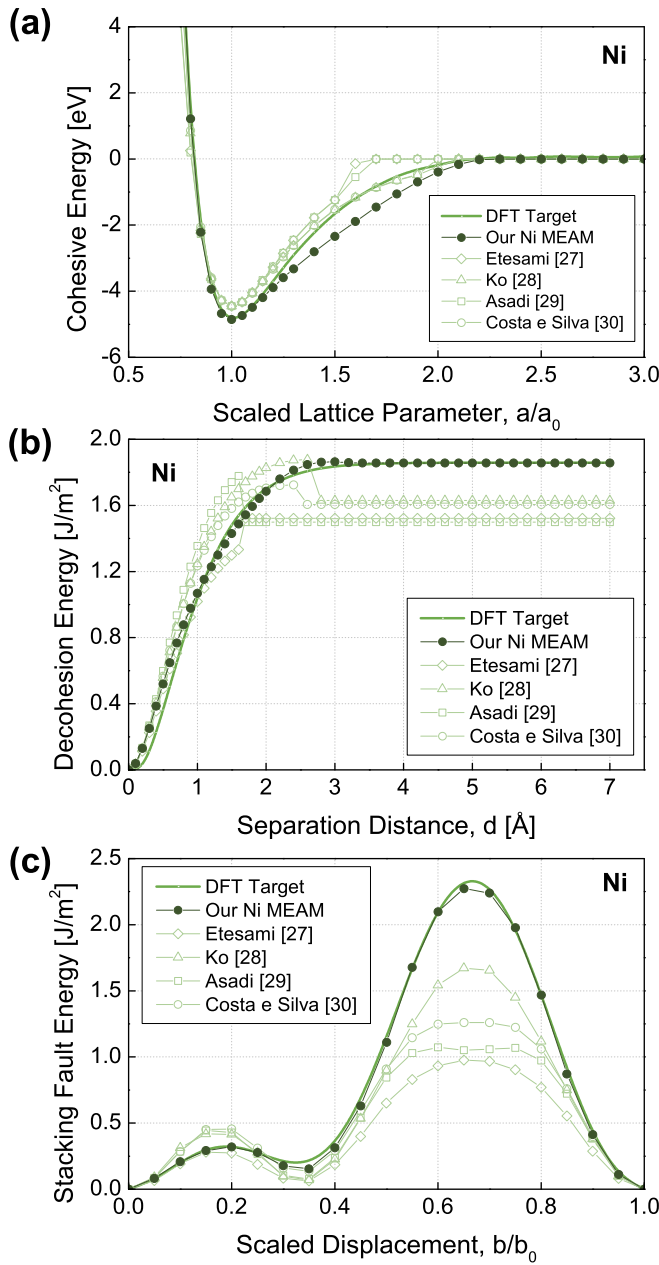 (a)
Ni
Cohesive Energy [eV]
4
2
0
-2
-4
-6
DFT Target
Our Ni MEAM
Etesami [27]
Ko [28]
Asadi [29]
Costa e Silva [30]
0.5 1.0 1.5 2.0 2.5 3.0
Scaled Lattice Parameter, a/a₀
(b)
Ni
Decohesion Energy [J/m²]
2.0
1.6
1.2
0.8
0.4
0.0
DFT Target
Our Ni MEAM
Etesami [27]
Ko [28]
Asadi [29]
Costa e Silva [30]
0 1 2 3 4 5 6 7
Separation Distance, d [Å]
(c)
Ni
Stacking Fault Energy [J/m²]
2.5
2.0
1.5
1.0
0.5
0.0
DFT Target
Our Ni MEAM
Etesami [27]
Ko [28]
Asadi [29]
Costa e Silva [30]
0.0 0.2 0.4 0.6 0.8 1.0
Scaled Displacement, b/b₀